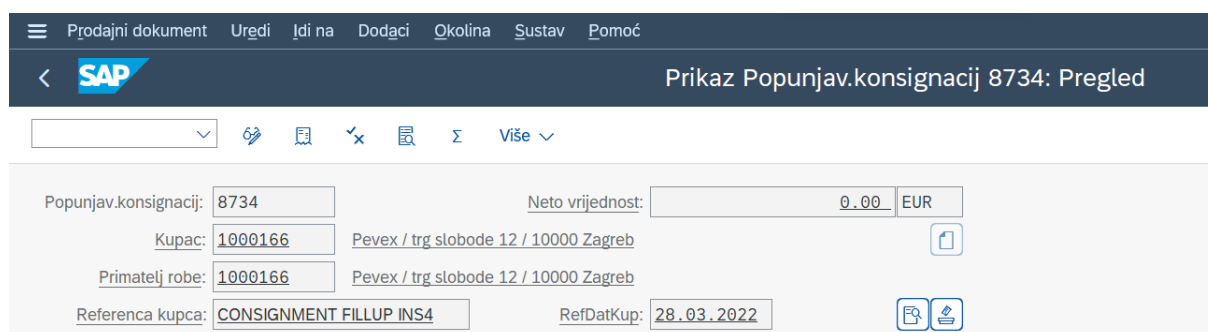 Prodajni dokument Uredi Idi na Dodaci Okolina Sustav Pomoć
SAP Prikaz Popunjav.konsignacij 8734: Pregled
Σ Više
Popunjav.konsignacij: 8734 Neto vrijednost: 0.00 EUR
Kupac: 1000166 Pevex / trg slobode 12 / 10000 Zagreb
Primatelj robe: 1000166 Pevex / trg slobode 12 / 10000 Zagreb
Referenca kupca: CONSIGNMENT FILLUP INS4 RefDatKup: 28.03.2022